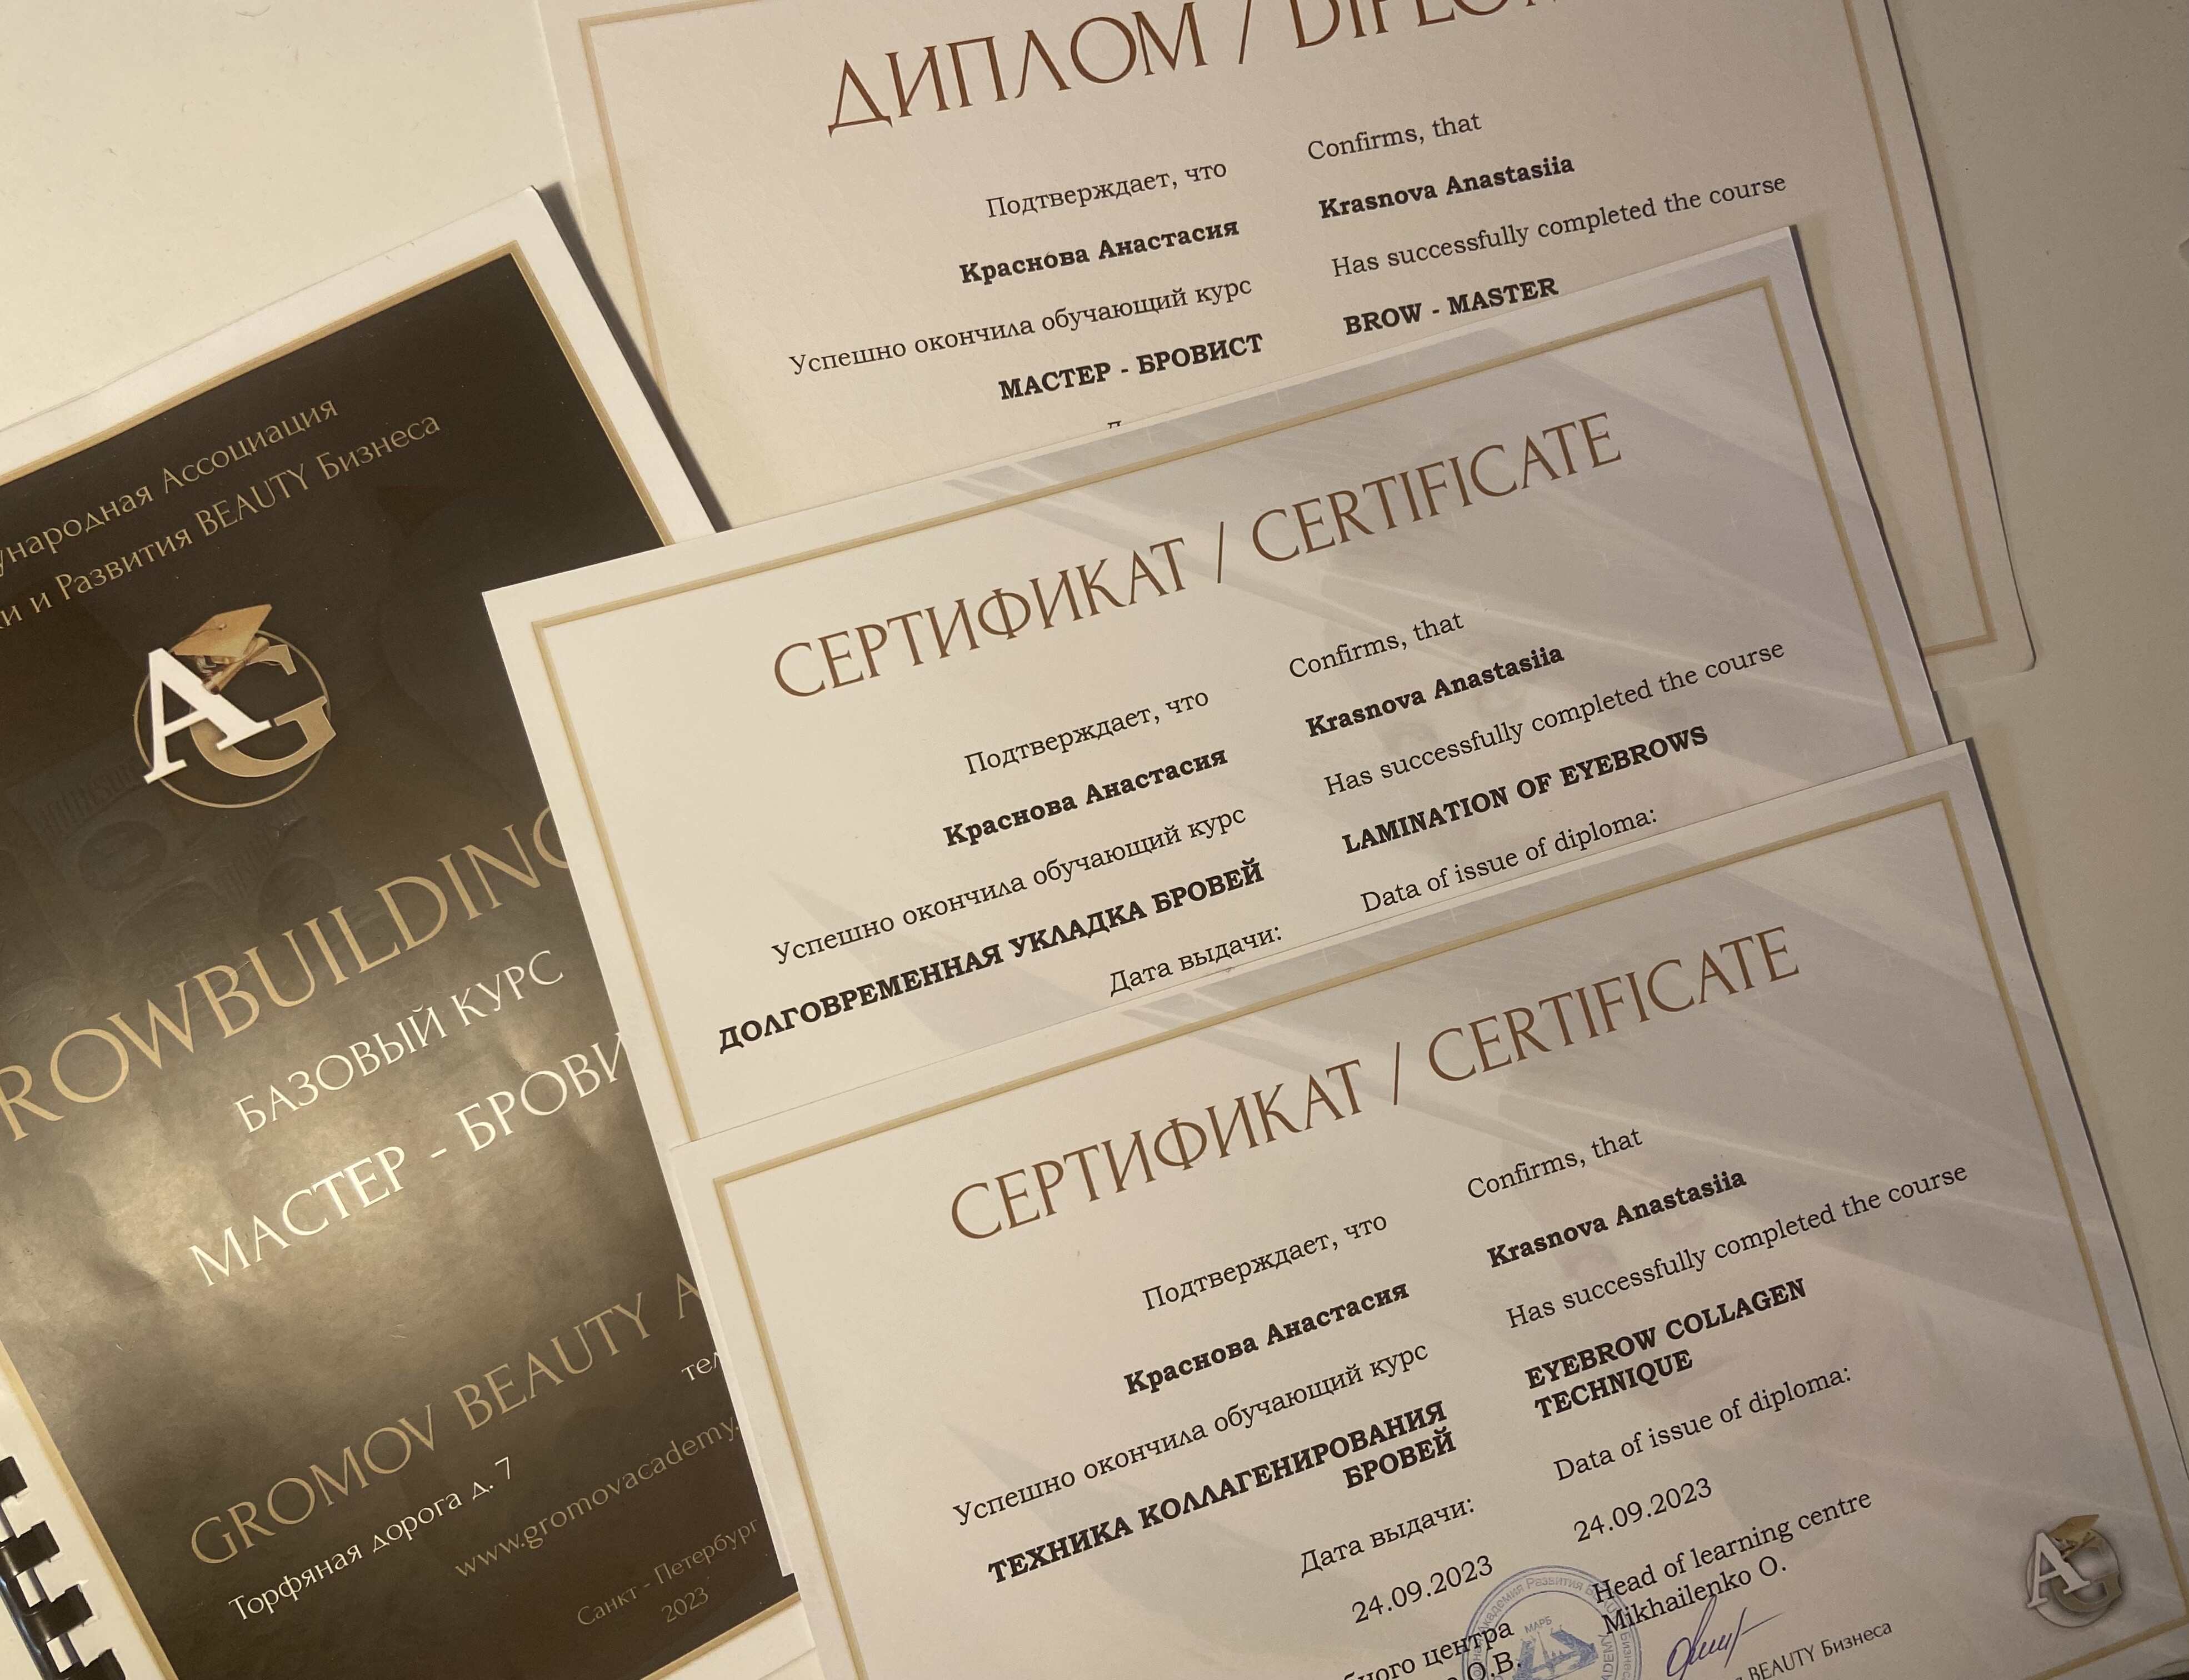 ДИПЛОМ /
Подтверждает, что
Краснова Анастасия
Успешно окончила обучающий курс
МАСТЕР - БРОВИСТ
Confirms, that
Krasnova Anastasiia
Has successfully completed the course
BROW - MASTER
Ассоциация
и Развития BEAUTY Бизнеса
AG
ROWBUILDING
БАЗОВЫЙ КУРС
МАСТЕР - БРОВИ
GROMOV BEAUTY A
Торфяная дорога д. 7
тел
www.gromovacademy.
Санкт - Петербург
2023
СЕРТИФИКАТ / CERTIFICATE
Подтверждает, что
Краснова Анастасия
Успешно окончила обучающий курс
ДОЛГОВРЕМЕННАЯ УКЛАДКА БРОВЕЙ
Дата выдачи:
Confirms, that
Krasnova Anastasiia
Has successfully completed the course
LAMINATION OF EYEBROWS
Data of issue of diploma:
СЕРТИФИКАТ / CERTIFICATE
Подтверждает, что
Краснова Анастасия
Успешно окончила обучающий курс
ТЕХНИКА КОЛЛАГЕНИРОВАНИЯ
БРОВЕЙ
Дата выдачи:
24.09.2023
центра
О.В.
Confirms, that
Krasnova Anastasiia
Has successfully completed the course
EYEBROW COLLAGEN
TECHNIQUE
Data of issue of diploma:
24.09.2023
Head of learning centre
Mikhailenko O.
BEAUTY Бизнеса
МАРБ
AG